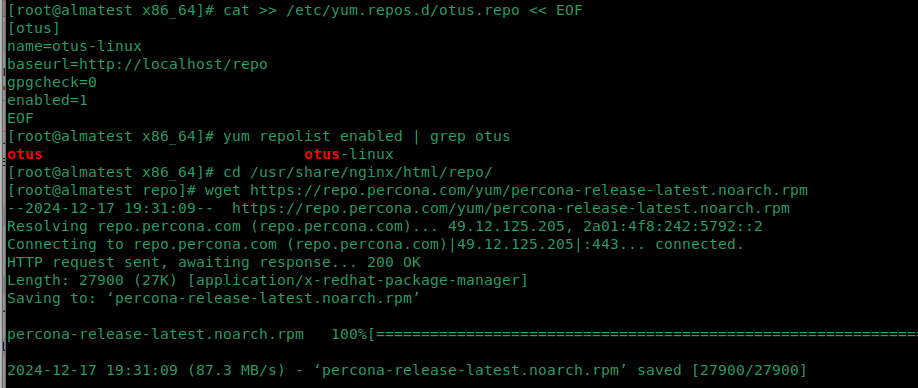 [root@almatest x86_64]# cat >> /etc/yum.repos.d/otus.repo << EOF
[otus]
name=otus-linux
baseurl=http://localhost/repo
gpgcheck=0
enabled=1
EOF
[root@almatest x86_64]# yum repolist enabled | grep otus
otus                             otus-linux
[root@almatest x86_64]# cd /usr/share/nginx/html/repo/
[root@almatest repo]# wget https://repo.percona.com/yum/percona-release-latest.noarch.rpm
--2024-12-17 19:31:09--  https://repo.percona.com/yum/percona-release-latest.noarch.rpm
Resolving repo.percona.com (repo.percona.com)... 49.12.125.205, 2a01:4f8:242:5792::2
Connecting to repo.percona.com (repo.percona.com)|49.12.125.205|:443... connected.
HTTP request sent, awaiting response... 200 OK
Length: 27900 (27K) [application/x-redhat-package-manager]
Saving to: ‘percona-release-latest.noarch.rpm’
percona-release-latest.noarch.rpm   100%[=============================================================
2024-12-17 19:31:09 (87.3 MB/s) - ‘percona-release-latest.noarch.rpm’ saved [27900/27900]